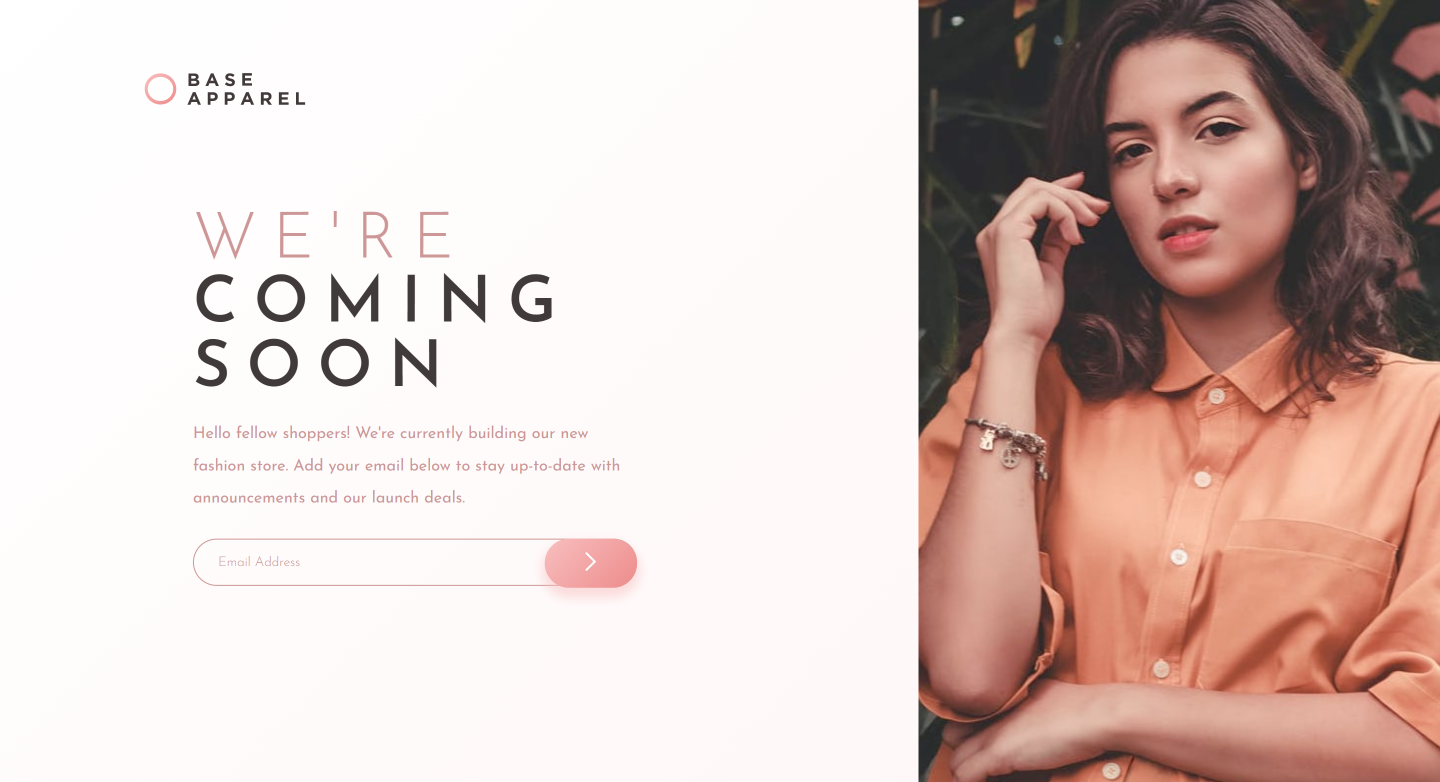 BASE
APPAREL
WE'RE
COMING
SOON
Hello fellow shoppers! We're currently building our new
fashion store. Add your email below to stay up-to-date with
announcements and our launch deals.
Email Address